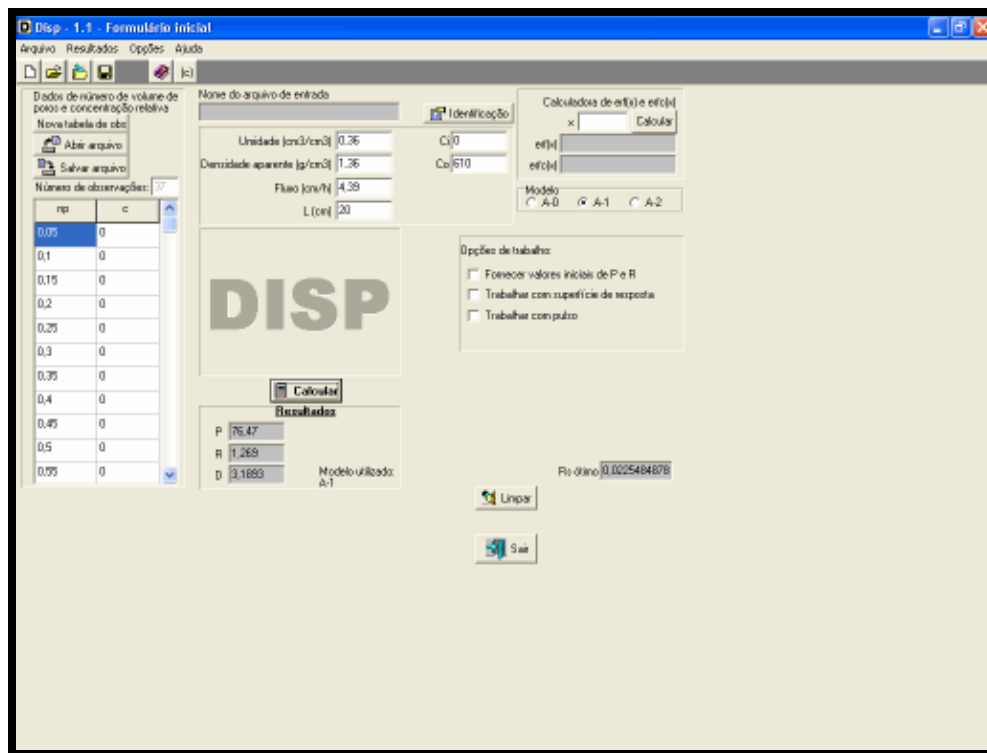 Disp - 1.1 - Formulário inicial
Arquivo Resultados Opções Ajuda
(c)
Dados de número de volume de
poros e concentração relativa
Nova tabela de obs
Abrir arquivo
Salvar arquivo
Número de observações: 37
np c
0,05 0
0,1 0
0,15 0
0,2 0
0,25 0
0,3 0
0,35 0
0,4 0
0,45 0
0,5 0
0,55 0
Nome do arquivo de entrada
Identificação
Umidade (cm3/cm3) 0,36
Ci 0
Densidade aparente (g/cm3) 1,36
Co 610
Fluxo (cm/h) 4,39
L (cm) 20
Calculadora de erf(x) e erfc(x)
x Calcular
erf(x)
erfc(x)
Modelo
A-0 A-1 A-2
DISP
Opções de trabalho:
Fornecer valores iniciais de P e R
Trabalhar com superfície de resposta
Trabalhar com pulso
Calcular
Resultados
P 76,47
R 1,269
D 3,1893
Modelo utilizado:
A-1
Ro ótimo 0,0225484878
Limpar
Sair